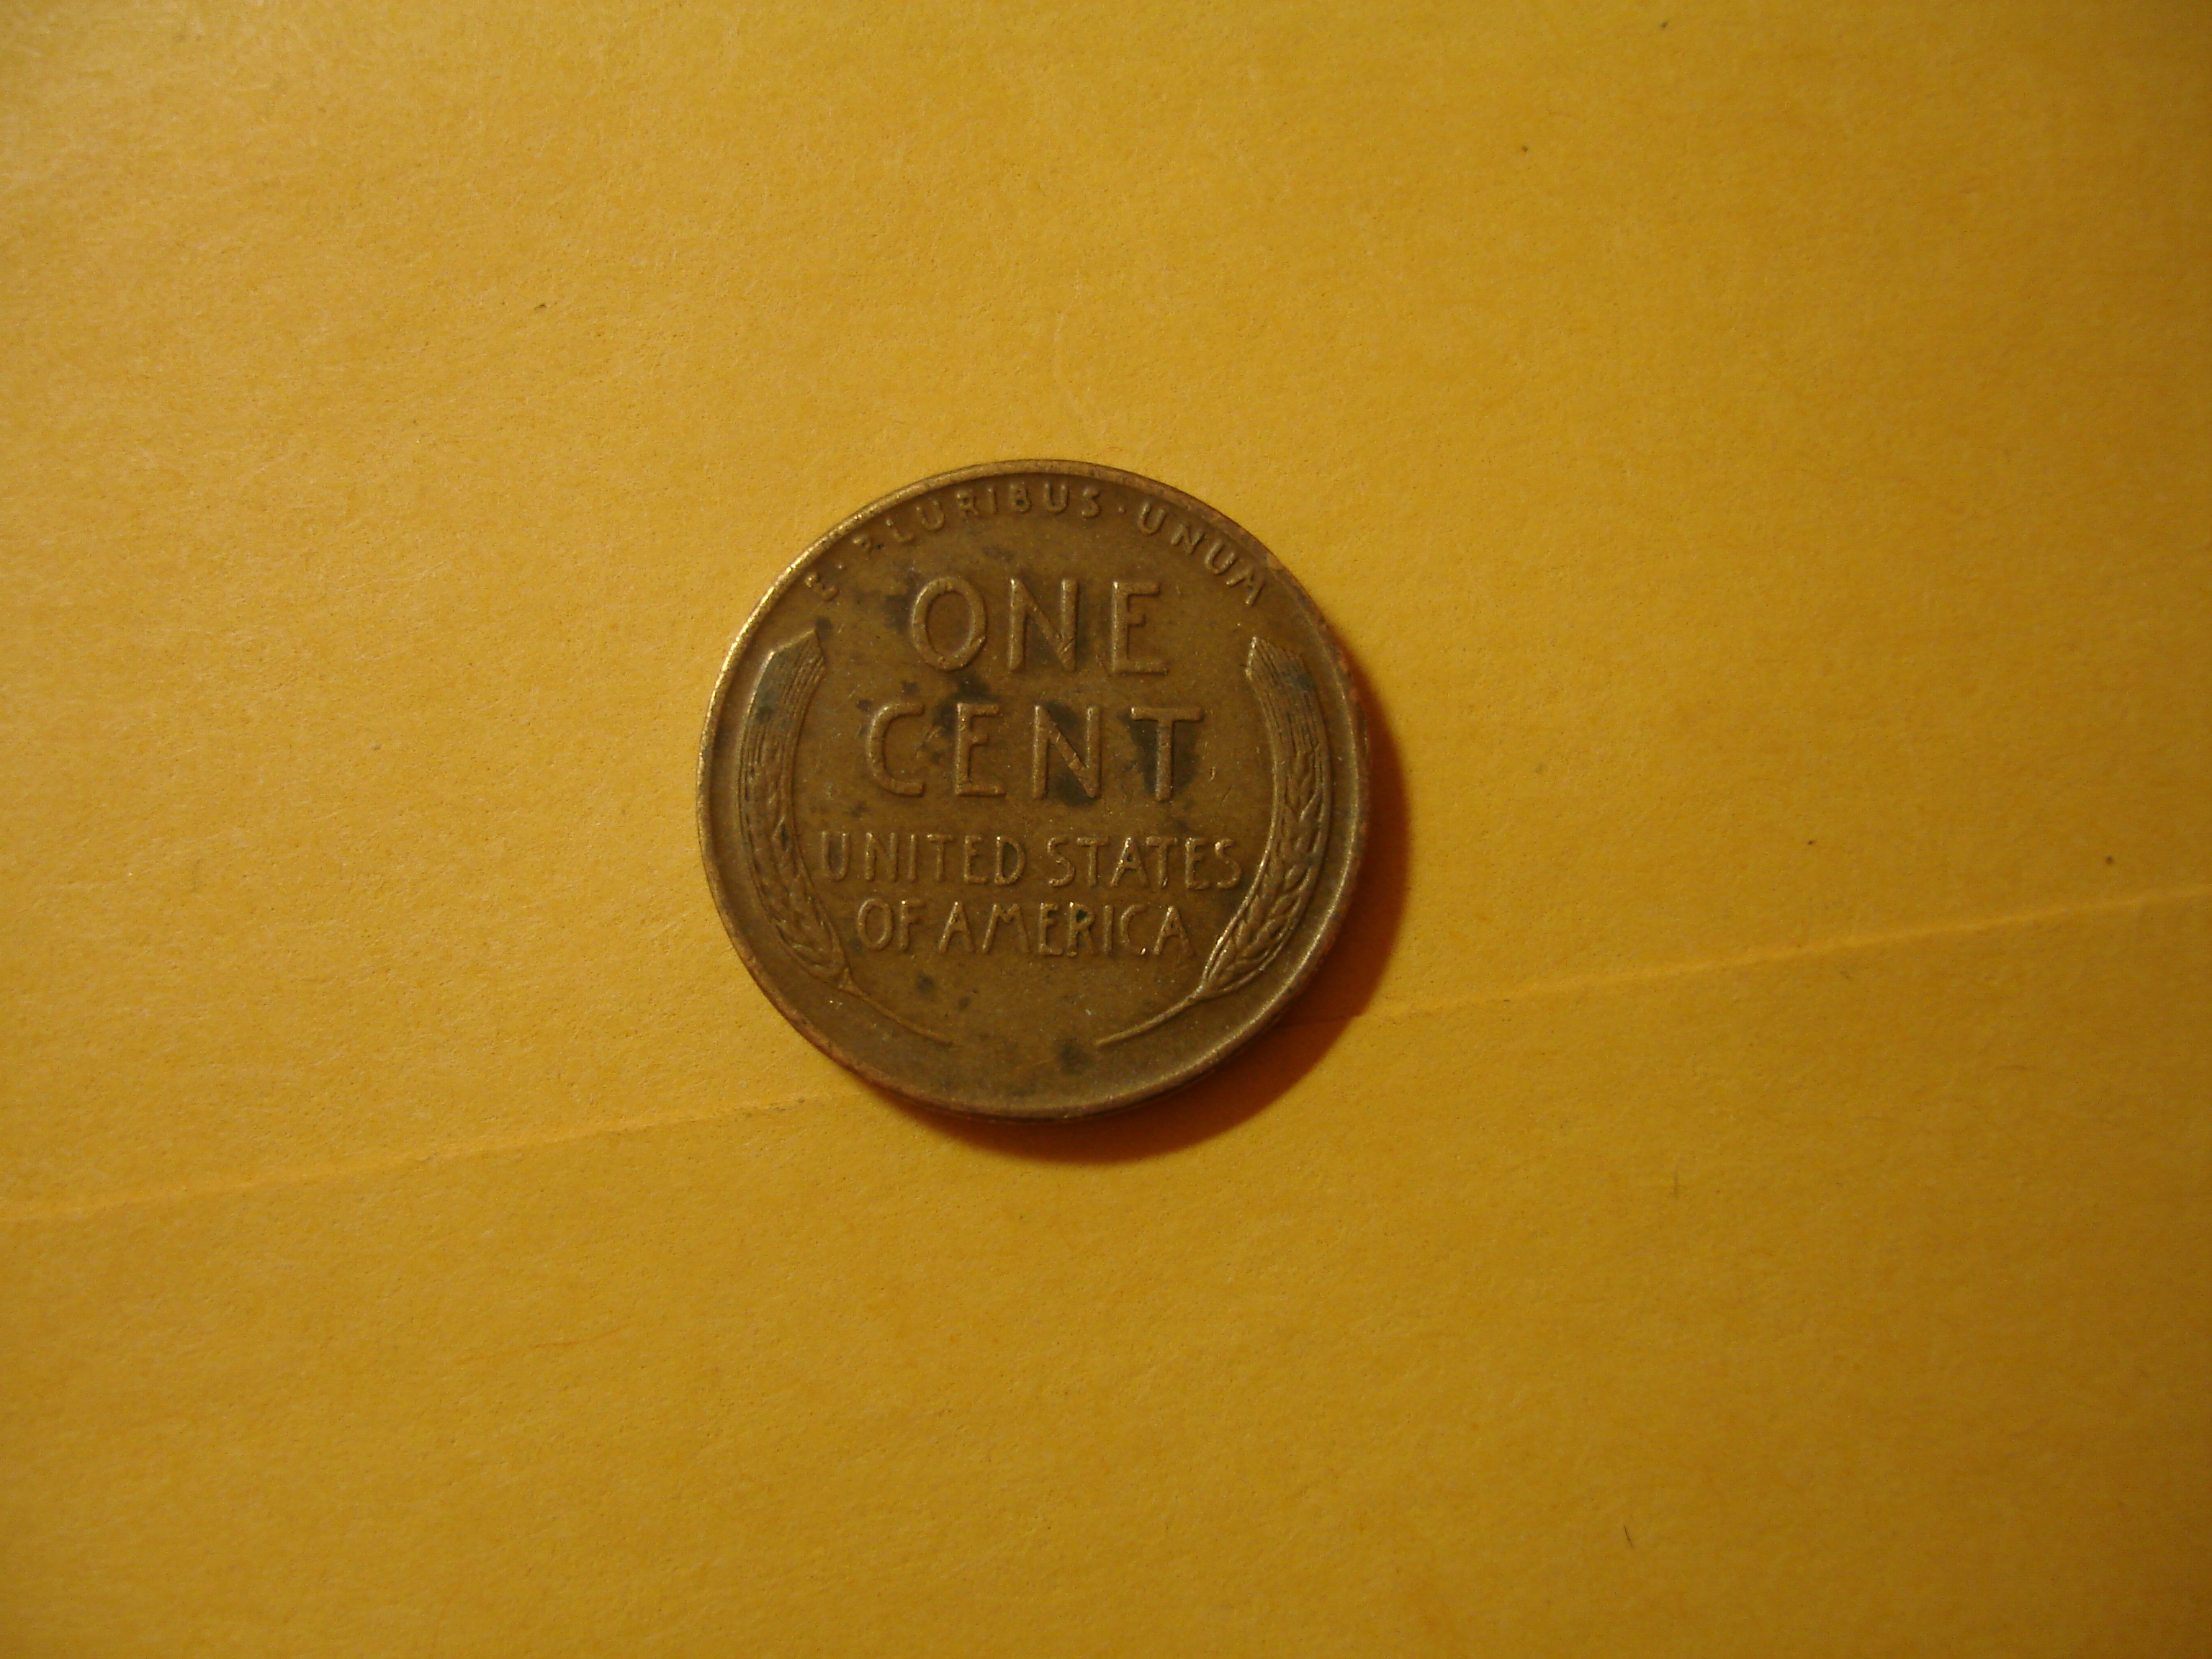 E·PLURIBUS·UNUM
ONE
CENT
UNITED STATES
OF AMERICA